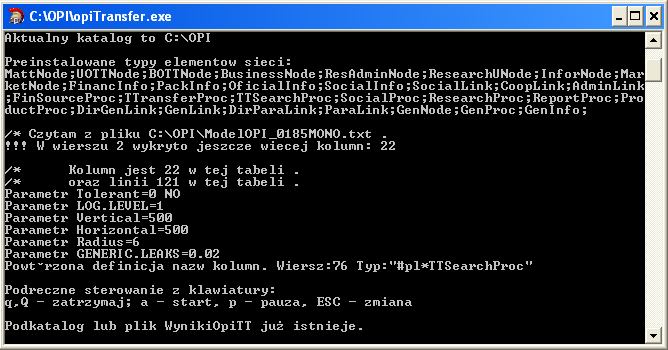 C:\OPI\opiTransfer.exe
Aktualny katalog to C:\OPI
Preinstalowane typy elementow sieci:
MattNode;UOTTNode;BOTTNode;BusinessNode;ResAdminNode;ResearchUNode;InforNode;Mar
ketNode;FinancInfo;PackInfo;OficialInfo;SocialInfo;SocialLink;CoopLink;AdminLink
;FinSourceProc;TTransferProc;TTSearchProc;SocialProc;ResearchProc;ReportProc;Pro
ductProc;DirGenLink;GenLink;DirParaLink;ParaLink;GenNode;GenProc;GenInfo;
/* Czytam z pliku C:\OPI\ModelOPI_0185MONO.txt .
!!! W wierszu 2 wykryto jeszcze wiecej kolumn: 22
/* Kolumn jest 22 w tej tabeli .
/* oraz linii 121 w tej tabeli .
Parametr Tolerant=0 NO
Parametr LOG.LEVEL=1
Parametr Vertical=500
Parametr Horizontal=500
Parametr Radius=6
Parametr GENERIC.LEAKS=0.02
Powt~rzona definicja nazw kolumn. Wiersz:76 Typ:"#pl*TTSearchProc"
Podreczne sterowanie z klawiatury:
q,Q - zatrzymaj; a - start, p - pauza, ESC - zmiana
Podkatalog lub plik WynikiOpiTT już istnieje.